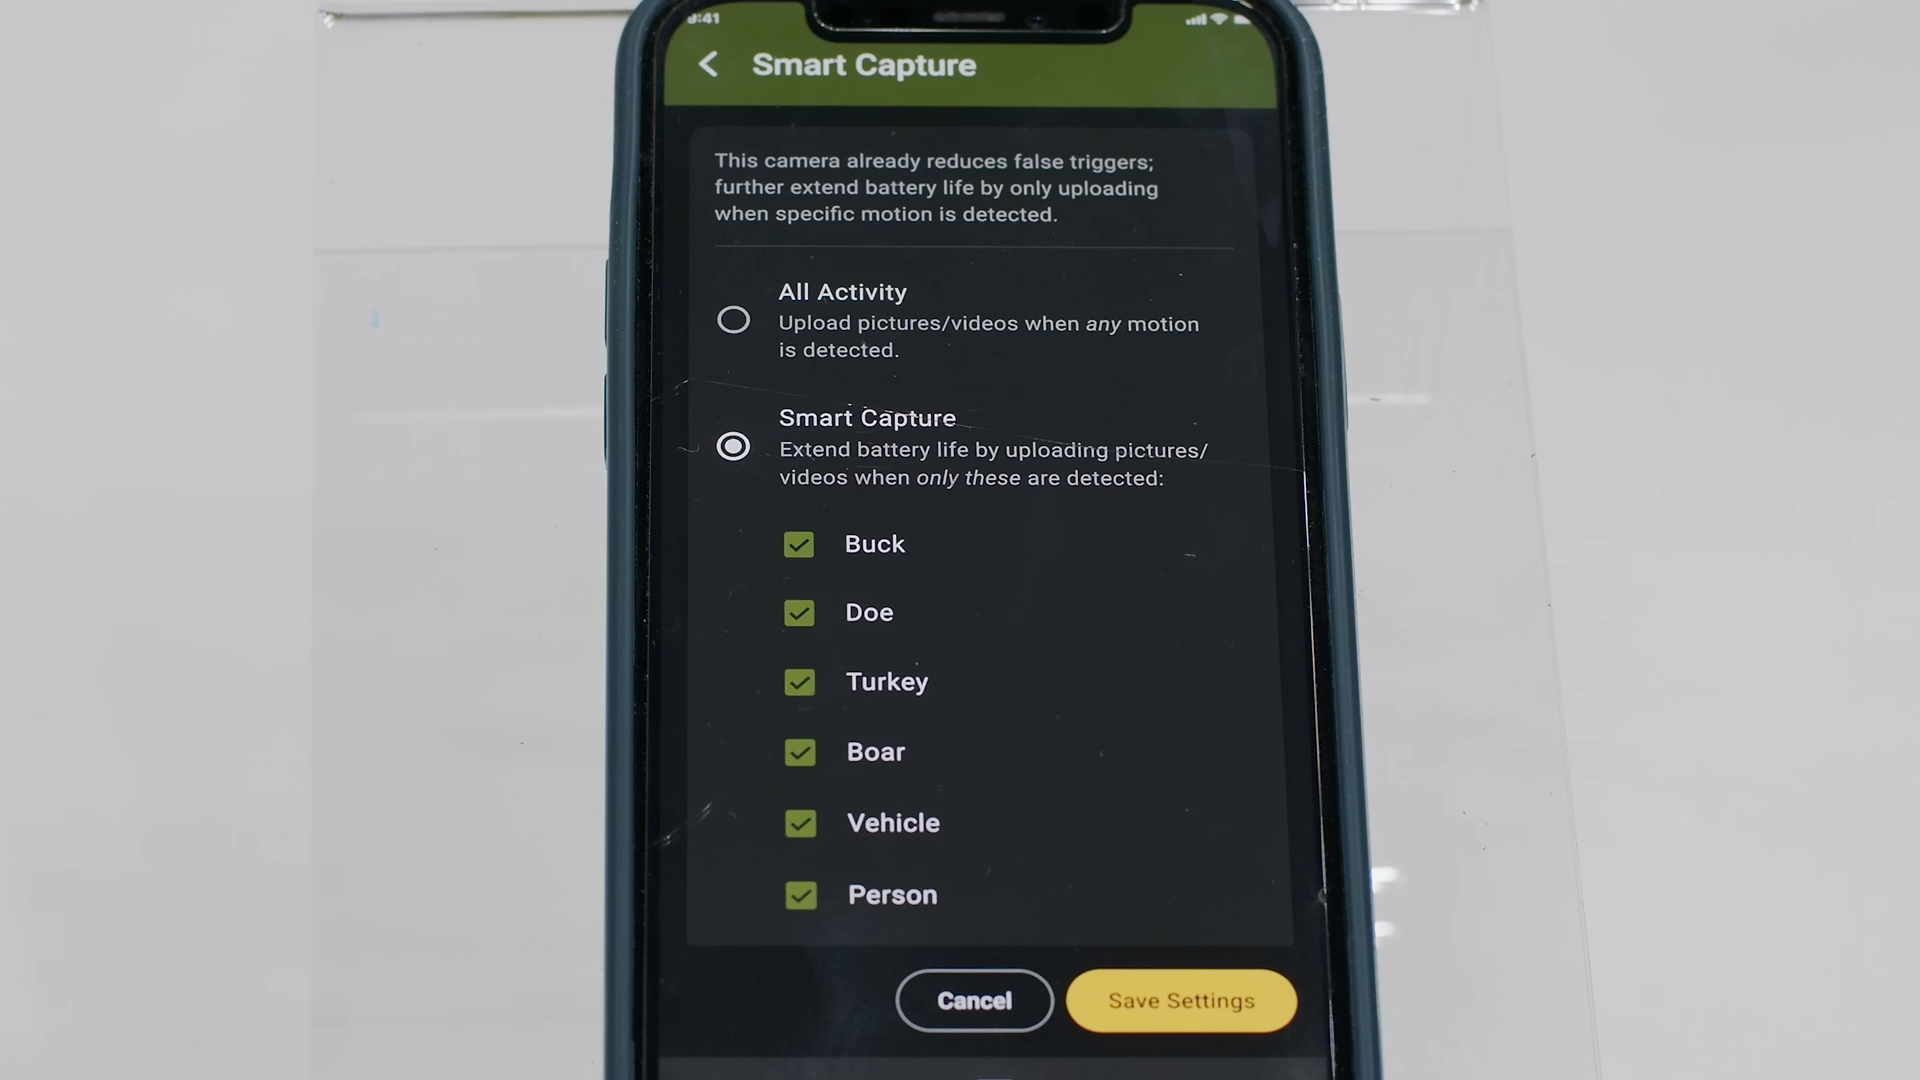 9:41
Smart Capture
This camera already reduces false triggers;
further extend battery life by only uploading
when specific motion is detected.
All Activity
Upload pictures/videos when any motion
is detected.
Smart Capture
Extend battery life by uploading pictures/
videos when only these are detected:
Buck
Doe
Turkey
Boar
Vehicle
Person
Cancel
Save Settings